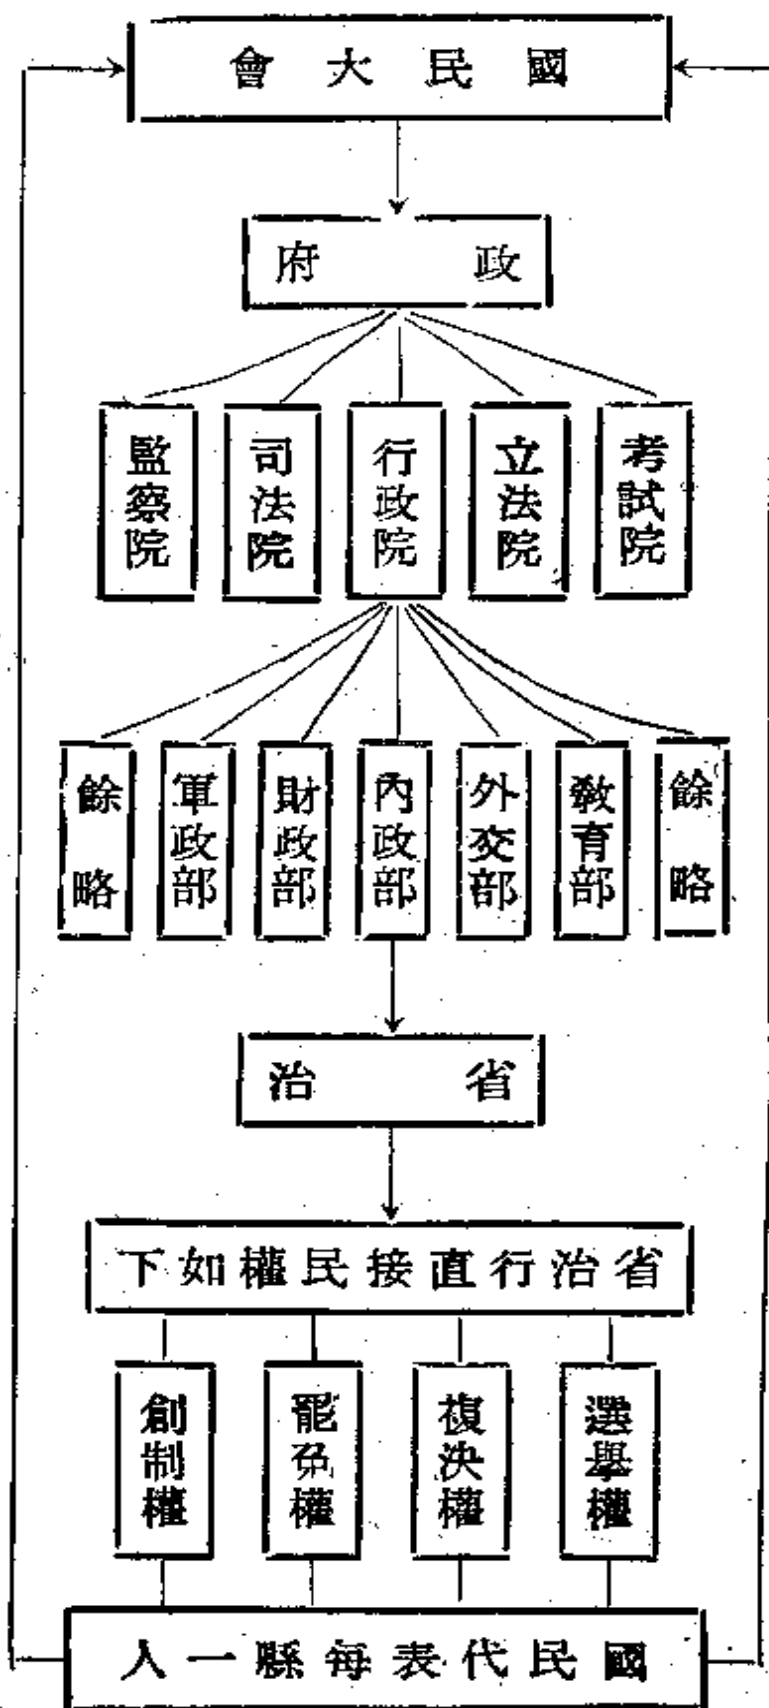 國民大會
政府
考試院
立法院
行政院
司法院
監察院
餘略
教育部
外交部
內政部
財政部
軍政部
餘略
省治
省治行直接民權如下
選舉權
複決權
罷免權
創制權
國民代表每縣一人